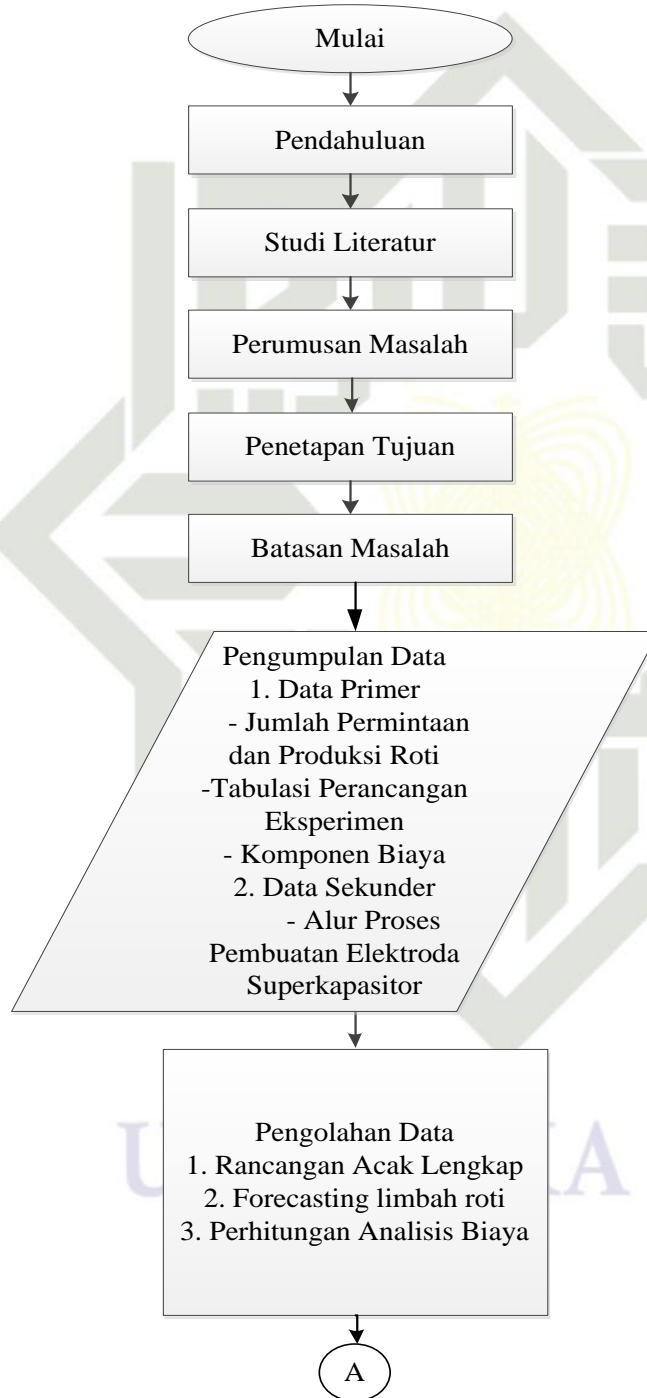 Mulai
Pendahuluan
Studi Literatur
Perumusan Masalah
Penetapan Tujuan
Batasan Masalah
Pengumpulan Data
1. Data Primer
- Jumlah Permintaan
dan Produksi Roti
-Tabulasi Perancangan
Eksperimen
- Komponen Biaya
2. Data Sekunder
- Alur Proses
Pembuatan Elektroda
Superkapasitor
Pengolahan Data
1. Rancangan Acak Lengkap
2. Forecasting limbah roti
3. Perhitungan Analisis Biaya
A